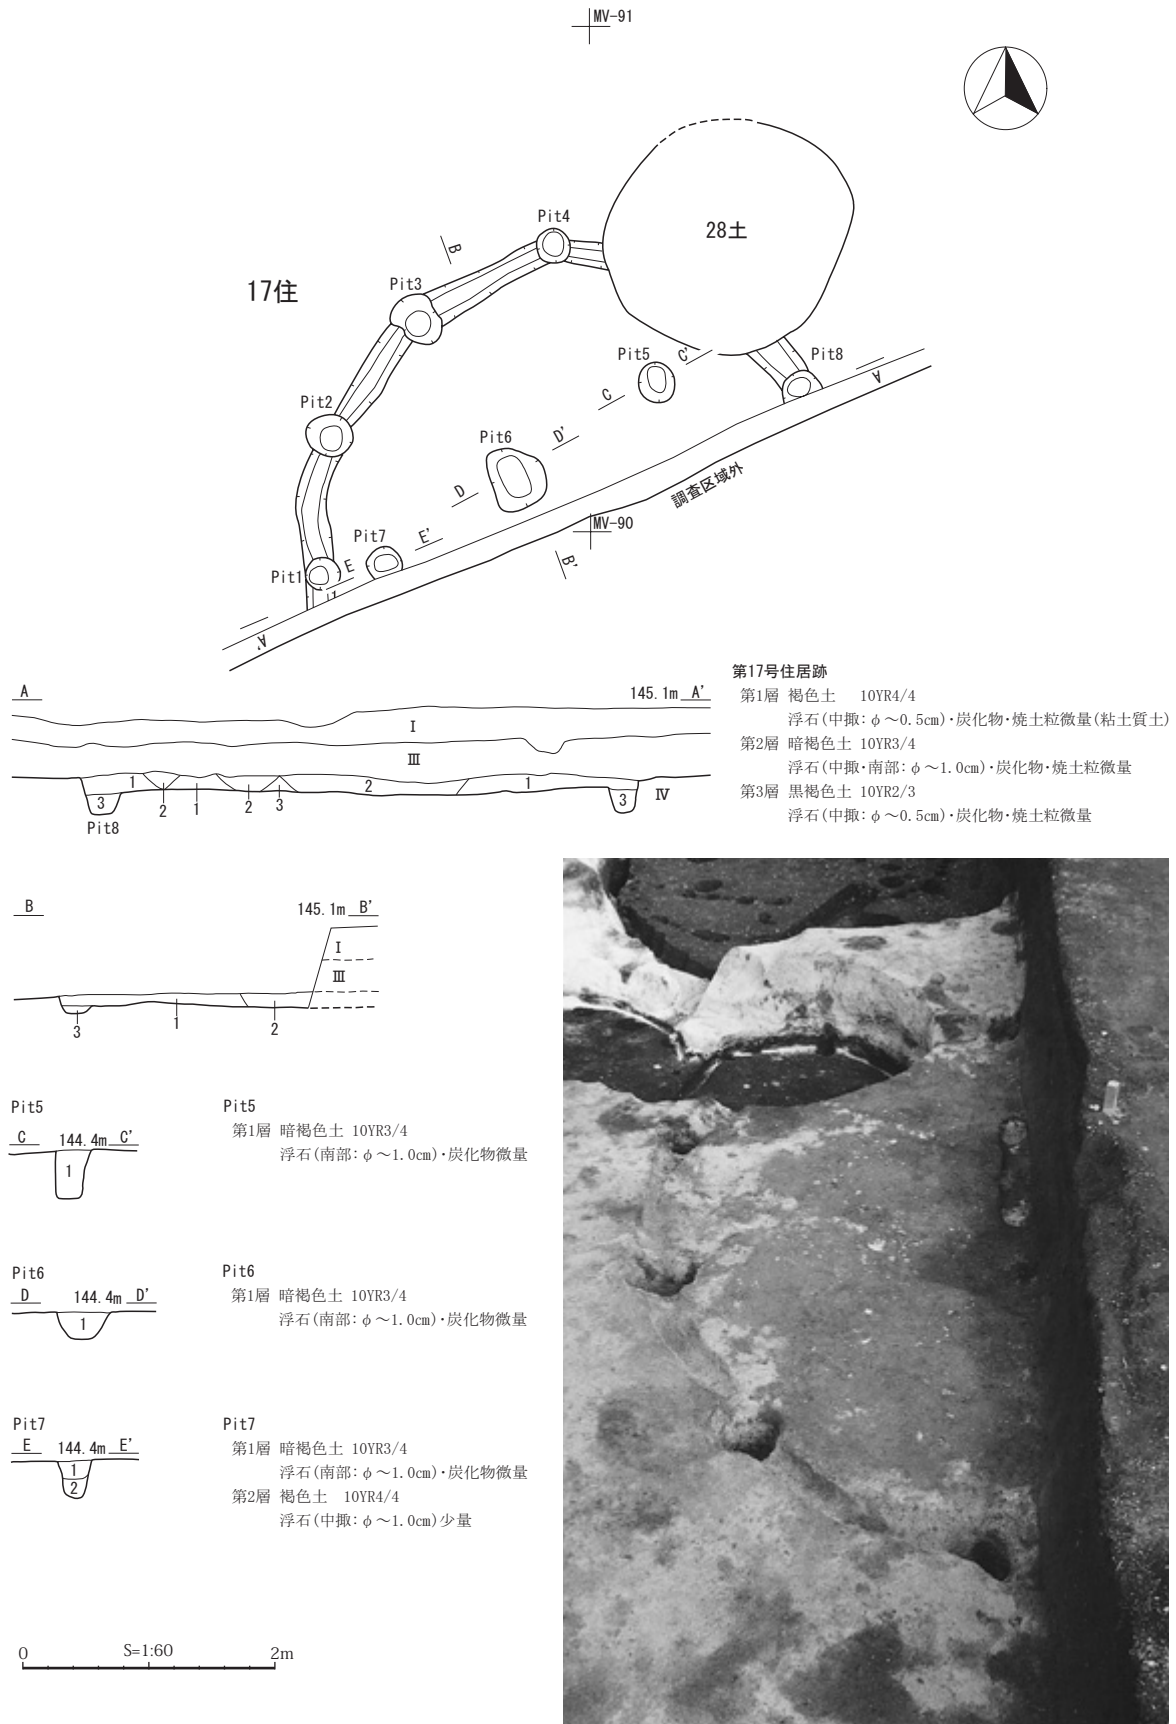 MV-91
Pit4
28土
B
Pit3
17住
C'
Pit5
Pit8
A
Pit2
C
D'
Pit6
D
調査区域外
MV-90
E'
Pit7
B'
E
Pit1
A'
A
145.1m A'
I
Ⅲ
1
2
1
3
2
1
2
3
3
Ⅳ
Pit8
第17号住居跡
第1層 褐色土 10YR4/4
浮石(中掫:φ～0.5cm)・炭化物・焼土粒微量(粘土質土)
第2層 暗褐色土 10YR3/4
浮石(中掫・南部:φ～1.0cm)・炭化物・焼土粒微量
第3層 黒褐色土 10YR2/3
浮石(中掫:φ～0.5cm)・炭化物・焼土粒微量
B
145.1m B'
I
Ⅲ
3
1
2
Pit5
C 144.4m C'
1
Pit5
第1層 暗褐色土 10YR3/4
浮石(南部:φ～1.0cm)・炭化物微量
Pit6
D 144.4m D'
1
Pit6
第1層 暗褐色土 10YR3/4
浮石(南部:φ～1.0cm)・炭化物微量
Pit7
E 144.4m E'
1
2
Pit7
第1層 暗褐色土 10YR3/4
浮石(南部:φ～1.0cm)・炭化物微量
第2層 褐色土 10YR4/4
浮石(中掫:φ～1.0cm)少量
0 S=1:60 2m